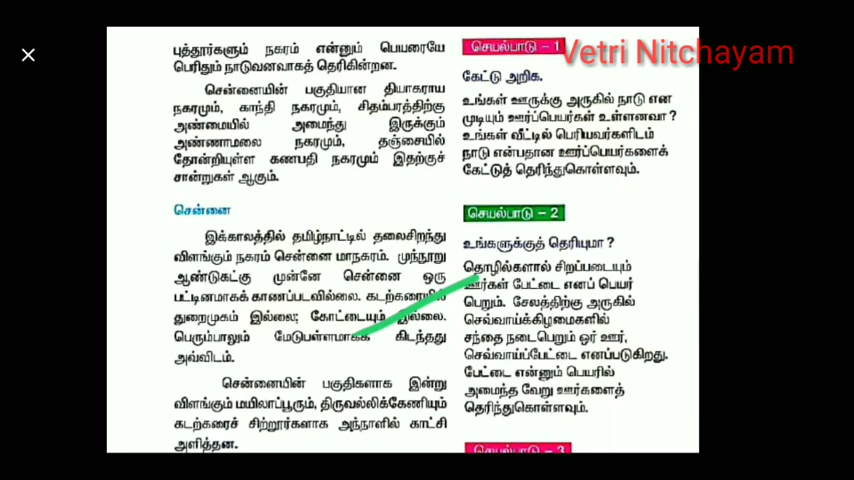 Vetri Nitchayam
புத்தூர்களும் நகரம் என்னும் பெயரையே
பெரிதும் நாடுவனவாகத் தெரிகின்றன.
சென்னையின் பகுதியான தியாகராய
நகரமும், காந்தி நகரமும், சிதம்பரத்திற்கு
அண்மையில் அமைந்து இருக்கும்
அண்ணாமலை நகரமும், தஞ்சையில்
தோன்றியுள்ள கணபதி நகரமும் இதற்குச்
சான்றுகள் ஆகும்.
சென்னை
இக்காலத்தில் தமிழ்நாட்டில் தலைசிறந்து
விளங்கும் நகரம் சென்னை மாநகரம். முந்நூறு
ஆண்டுகட்கு முன்னே சென்னை ஒரு
பட்டினமாகக் காணப்படவில்லை. கடற்கரையில்
துறைமுகம் இல்லை; கோட்டையும் இல்லை.
பெரும்பாலும் மேடுபள்ளமாகக் கிடந்தது
அவ்விடம்.
சென்னையின் பகுதிகளாக இன்று
விளங்கும் மயிலாப்பூரும், திருவல்லிக்கேணியும்
கடற்கரைச் சிற்றூர்களாக அந்நாளில் காட்சி
அளித்தன.
செயல்பாடு - 1
கேட்டு அறிக.
உங்கள் ஊருக்கு அருகில் நாடு என
முடியும் ஊர்ப்பெயர்கள் உள்ளனவா ?
உங்கள் வீட்டில் பெரியவர்களிடம்
நாடு என்பதான ஊர்ப்பெயர்களைக்
கேட்டுத் தெரிந்துகொள்ளவும்.
செயல்பாடு - 2
உங்களுக்குத் தெரியுமா ?
தொழில்களால் சிறப்படையும்
ஊர்கள் பேட்டை எனப் பெயர்
பெறும். சேலத்திற்கு அருகில்
செவ்வாய்க்கிழமைகளில்
சந்தை நடைபெறும் ஓர் ஊர்,
செவ்வாய்ப்பேட்டை எனப்படுகிறது.
பேட்டை என்னும் பெயரில்
அமைந்த வேறு ஊர்களைத்
தெரிந்துகொள்ளவும்.
செயல்பாடு - 3